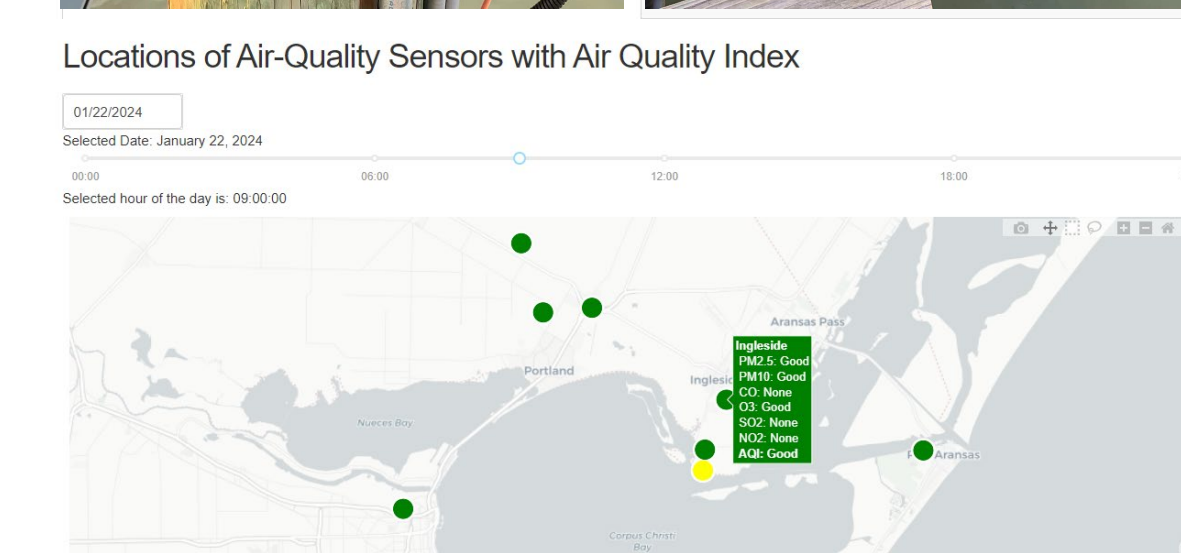 Locations of Air-Quality Sensors with Air Quality Index
01/22/2024
Selected Date: January 22, 2024
00:00 06:00 12:00 18:00
Selected hour of the day is: 09:00:00
Aransas Pass
Ingleside
PM2.5: Good
Portland
PM10: Good
CO: None
O3: Good
Nueces Bay
SO2: None
NO2: None
AQI: Good
Aransas
Corpus Christi
Bay